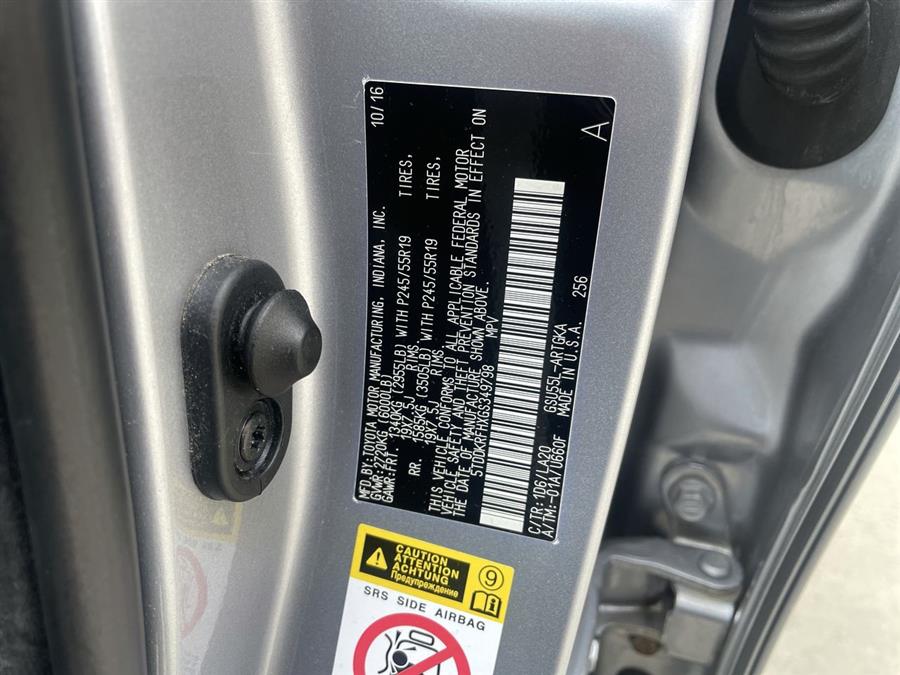 MFD.BY:TOYOTA MOTOR MANUFACTURING, INDIANA, INC. 10/16
GVWR:2720KG (6000LB)
GAWR:FRT. 1340KG (2955LB) WITH P245/55R19 TIRES,
19X7.5J RIMS,
RR. 1585KG (3505LB) WITH P245/55R19 TIRES,
19X7.5J RIMS.
THIS VEHICLE CONFORMS TO ALL APPLICABLE FEDERAL MOTOR
VEHICLE SAFETY AND THEFT PREVENTION STANDARDS IN EFFECT ON
THE DATE OF MANUFACTURE SHOWN ABOVE.
5TDDKRFHXGS349798 MPV
A
C/TR:1D6/LA20 GSU55L-ARTGKA 256
A/TM:-01A/U660F MADE IN U.S.A.
CAUTION
ATTENTION
ACHTUNG
Предупреждение
9
i
SRS SIDE AIRBAG